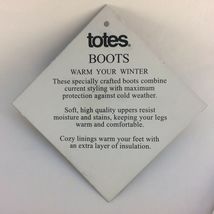 totes®
BOOTS
WARM YOUR WINTER
These specially crafted boots combine
current styling with maximum
protection against cold weather.
Soft, high quality uppers resist
moisture and stains, keeping your legs
warm and comfortable.
Cozy linings warm your feet with
an extra layer of insulation.